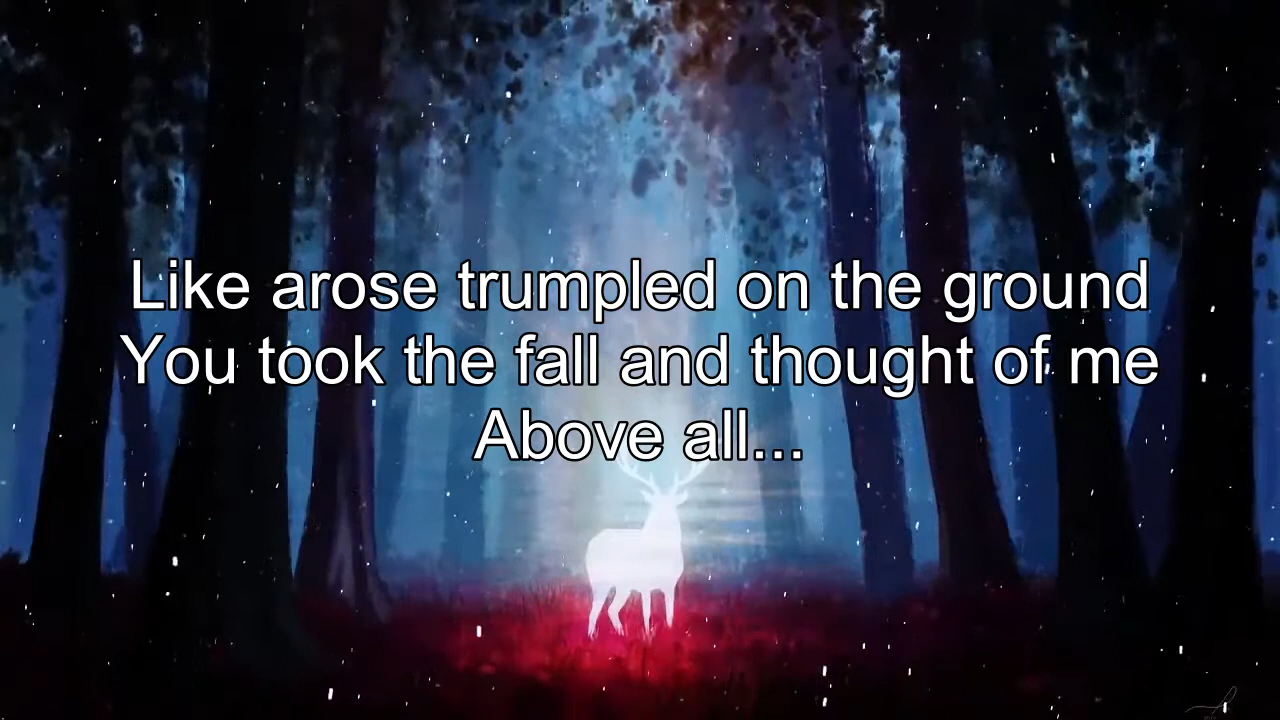 Like arose trumpled on the ground
You took the fall and thought of me
Above all...